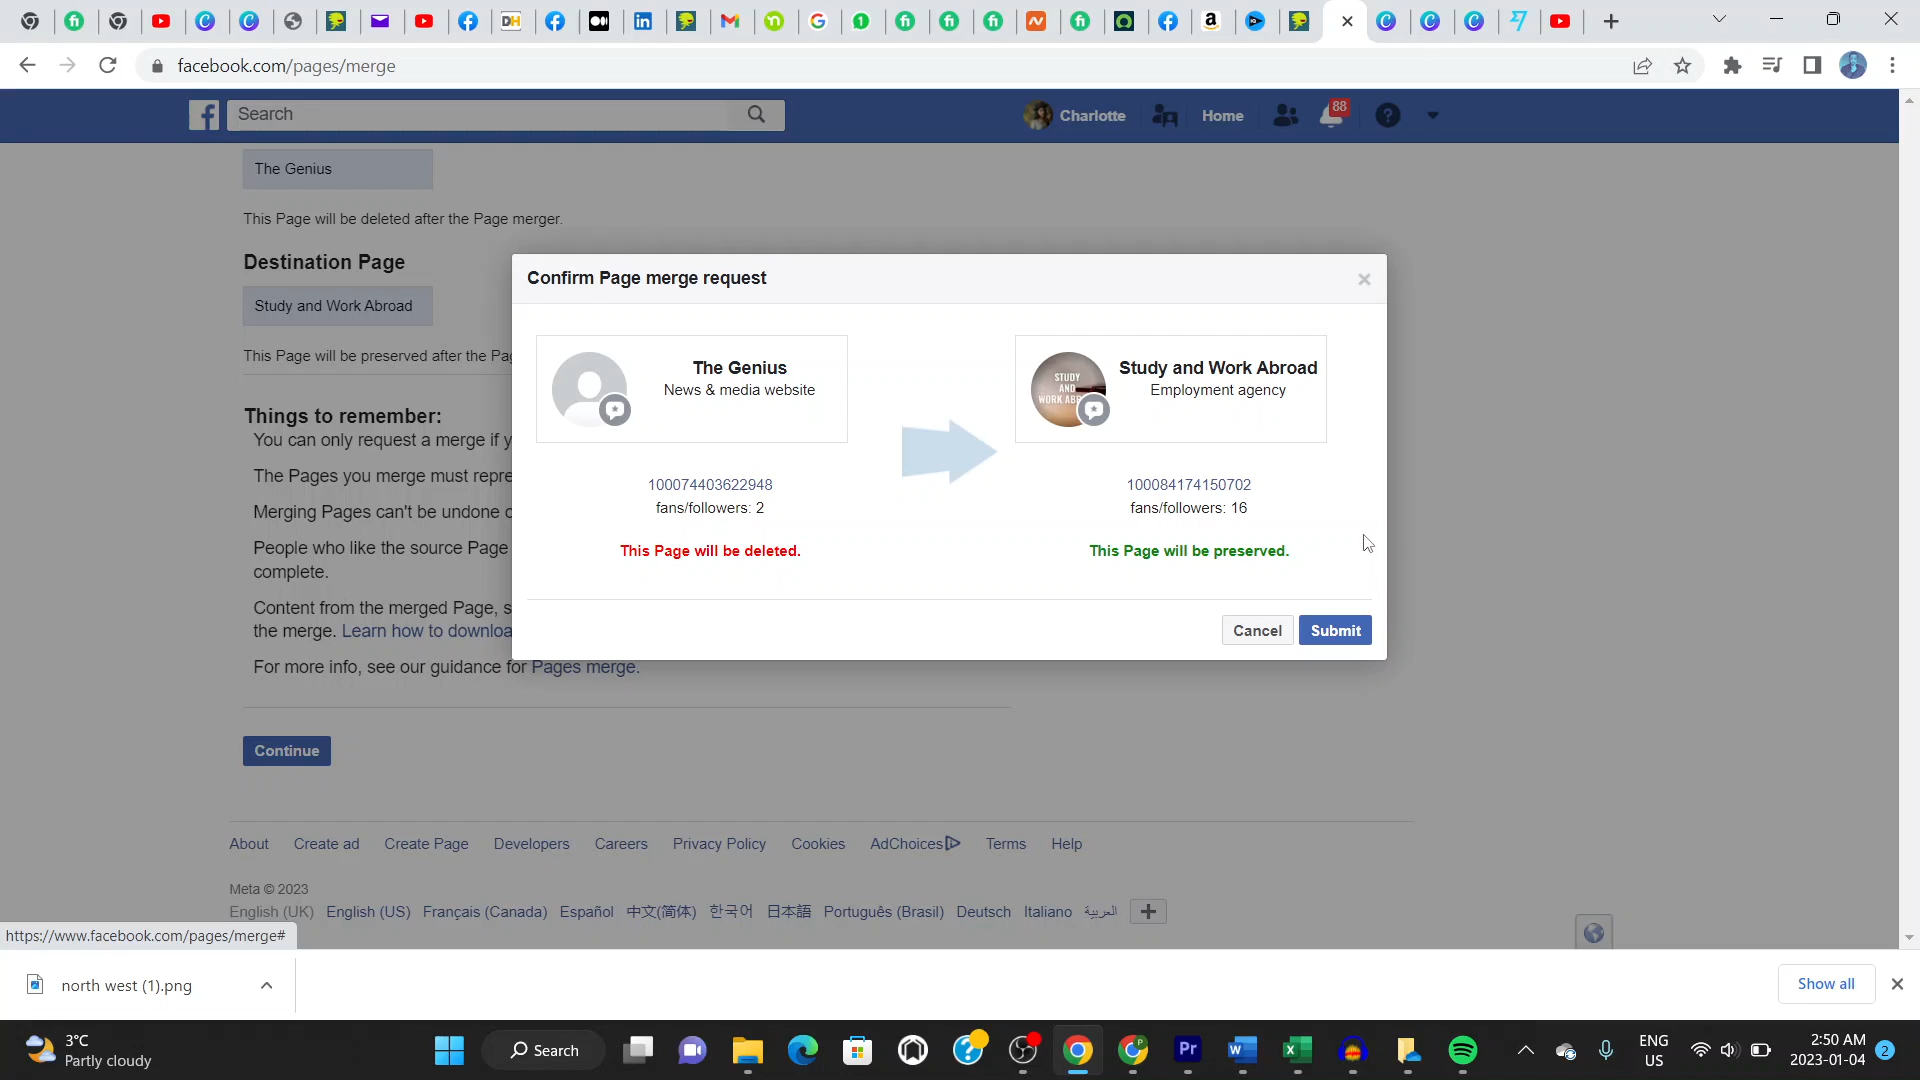 facebook.com/pages/merge
Search
Charlotte
Home
88
?
The Genius
This Page will be deleted after the Page merger.
Destination Page
Study and Work Abroad
This Page will be preserved after the Pa
Things to remember:
You can only request a merge if y
The Pages you merge must repre
Merging Pages can't be undone
People who like the source Page
complete.
Content from the merged Page, s
the merge. Learn how to downloa
For more info, see our guidance for Pages merge.
Continue
Confirm Page merge request
The Genius
News & media website
100074403622948
fans/followers: 2
This Page will be deleted.
STUDY
AND
Study and Work Abroad
Employment agency
100084174150702
fans/followers: 16
This Page will be preserved.
Cancel
Submit
About
Create ad
Create Page
Developers
Careers
Privacy Policy
Cookies
AdChoices
Terms
Help
Meta © 2023
English (UK)
English (US)
Français (Canada)
Español
中文(简体)
한국어
日本語
Português (Brasil)
Deutsch
Italiano
العربية
https://www.facebook.com/pages/merge#
north west (1).png
Show all
3°C
Partly cloudy
Search
ENG
US
2:50 AM
2023-01-04
2